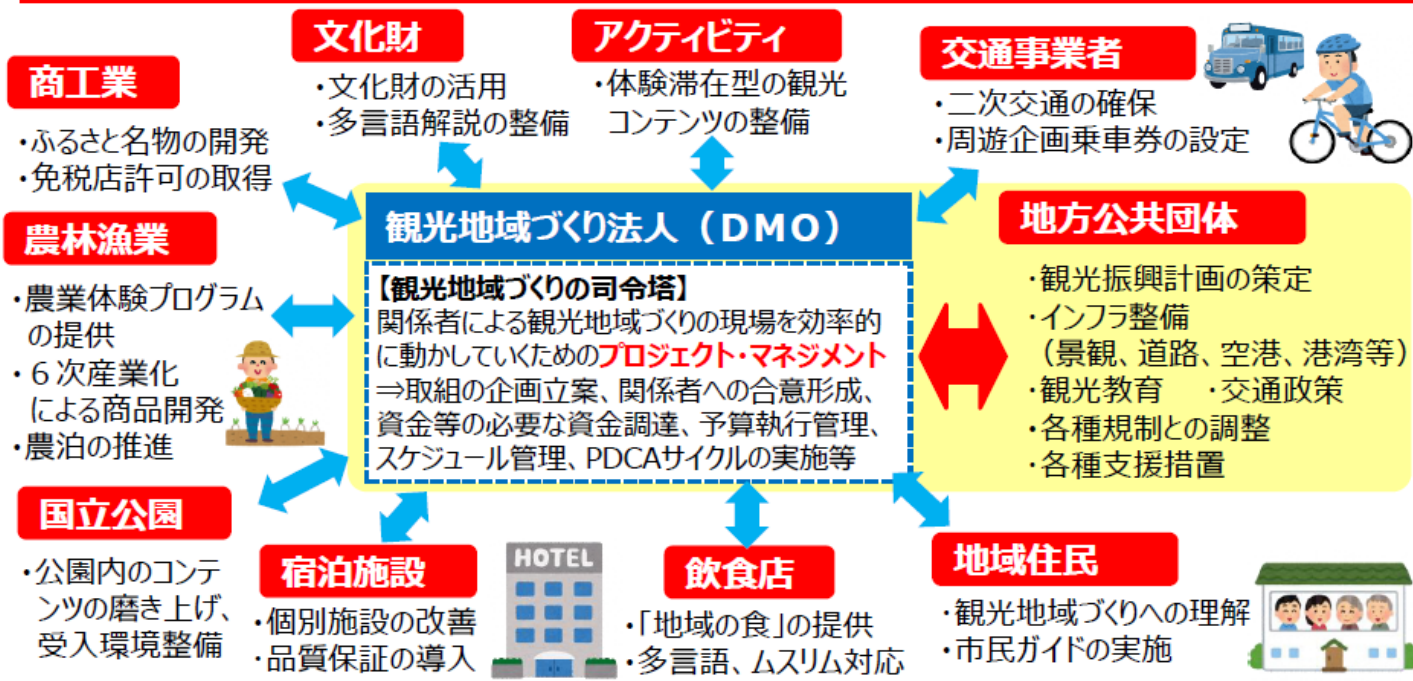 文化財
・文化財の活用
・多言語解説の整備
アクティビティ
・体験滞在型の観光
コンテンツの整備
交通事業者
・二次交通の確保
・周遊企画乗車券の設定
商工業
・ふるさと名物の開発
・免税店許可の取得
農林漁業
・農業体験プログラム
の提供
・６次産業化
による商品開発
・農泊の推進
観光地域づくり法人（ＤＭＯ）
【観光地域づくりの司令塔】
関係者による観光地域づくりの現場を効率的
に動かしていくためのプロジェクト・マネジメント
⇒取組の企画立案、関係者への合意形成、
資金等の必要な資金調達、予算執行管理、
スケジュール管理、PDCAサイクルの実施等
地方公共団体
・観光振興計画の策定
・インフラ整備
（景観、道路、空港、港湾等）
・観光教育　・交通政策
・各種規制との調整
・各種支援措置
国立公園
・公園内のコンテ
ンツの磨き上げ、
受入環境整備
宿泊施設
・個別施設の改善
・品質保証の導入
HOTEL
飲食店
・「地域の食」の提供
・多言語、ムスリム対応
地域住民
・観光地域づくりへの理解
・市民ガイドの実施